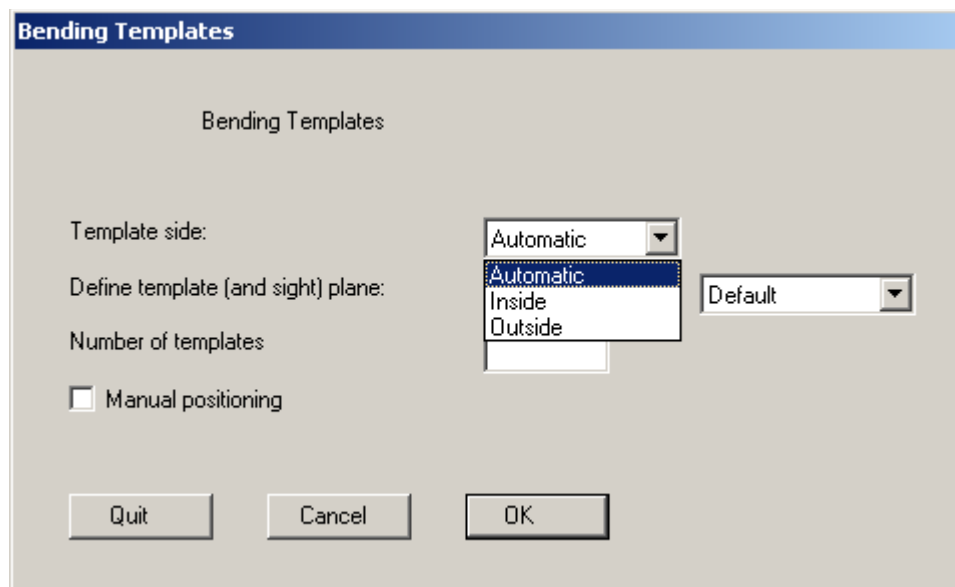 Bending Templates
Bending Templates
Template side:
Automatic
Automatic
Define template (and sight) plane:
Inside
Default
Outside
Number of templates
Manual positioning
Quit
Cancel
OK